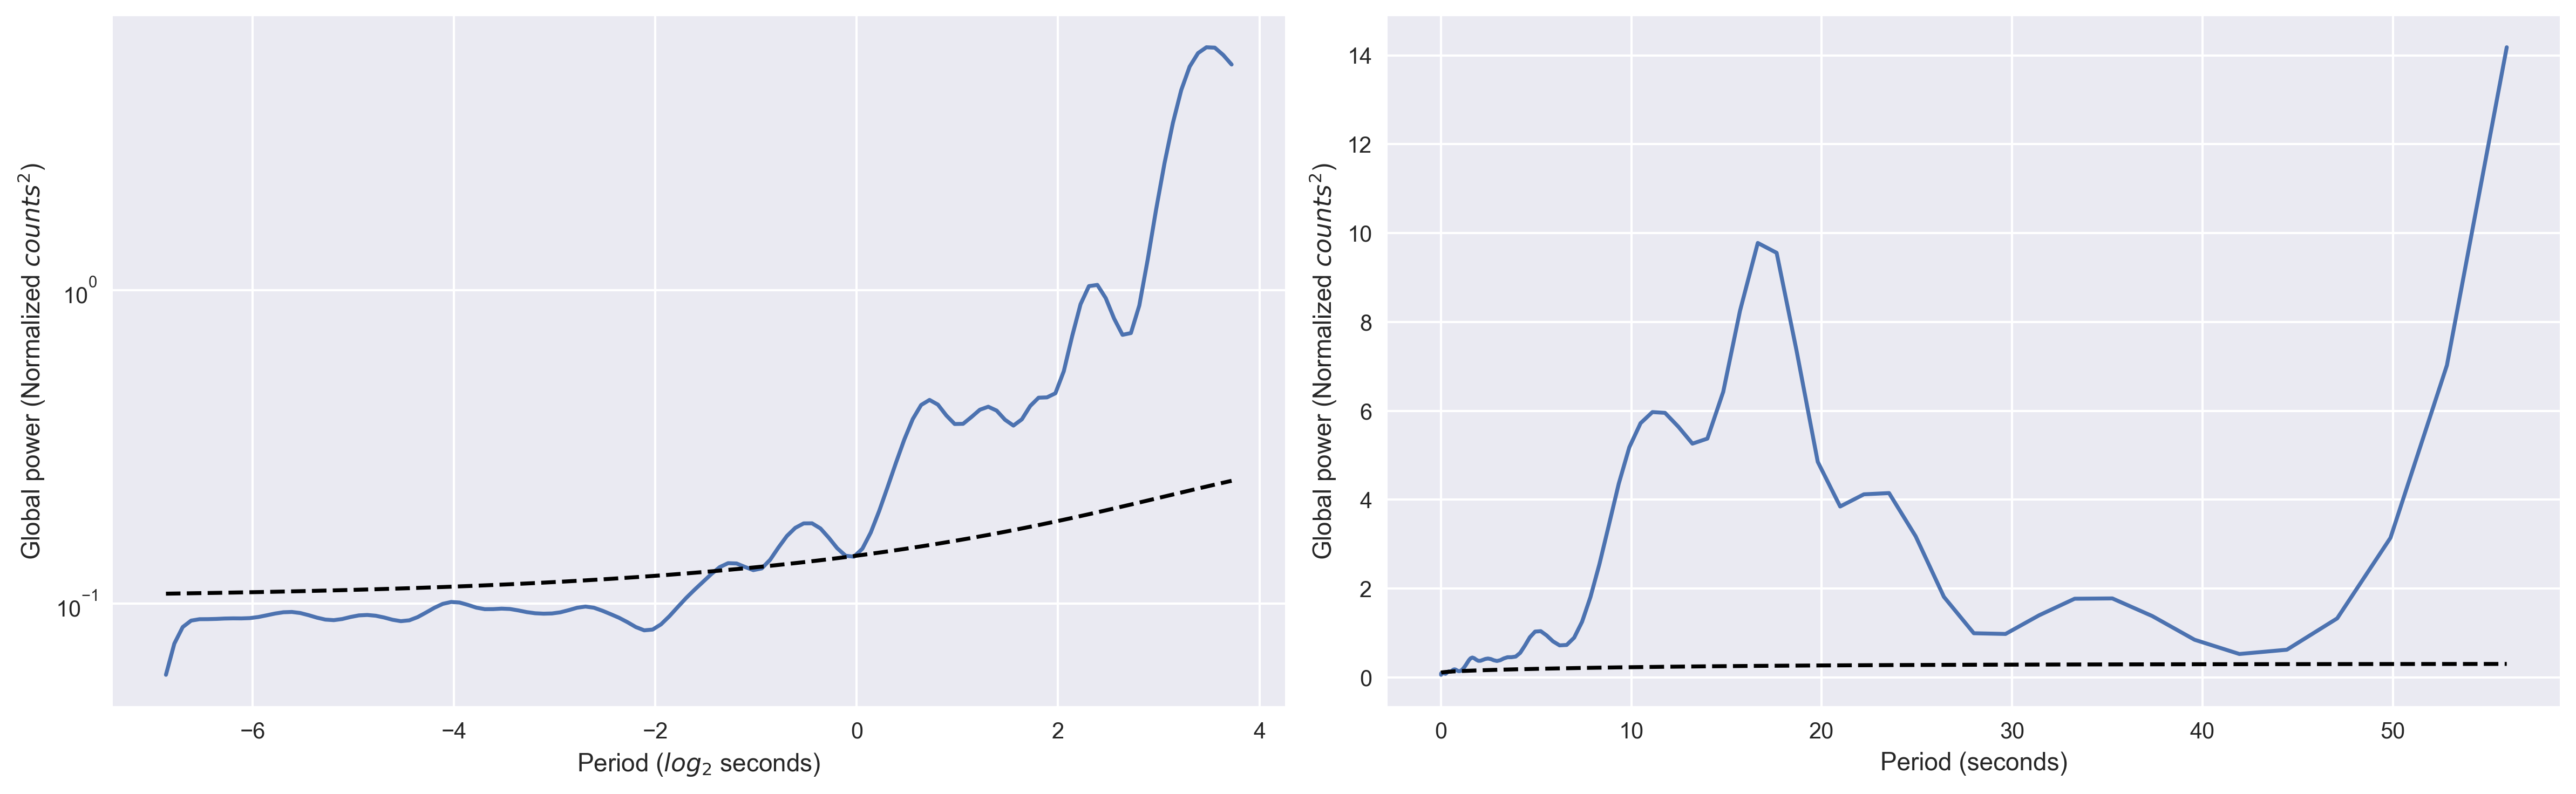 Global power (Normalized counts²)
10⁰
10⁻¹
−6 −4 −2 0 2 4
Period (log₂ seconds)
Global power (Normalized counts²)
14
12
10
8
6
4
2
0
0 10 20 30 40 50
Period (seconds)